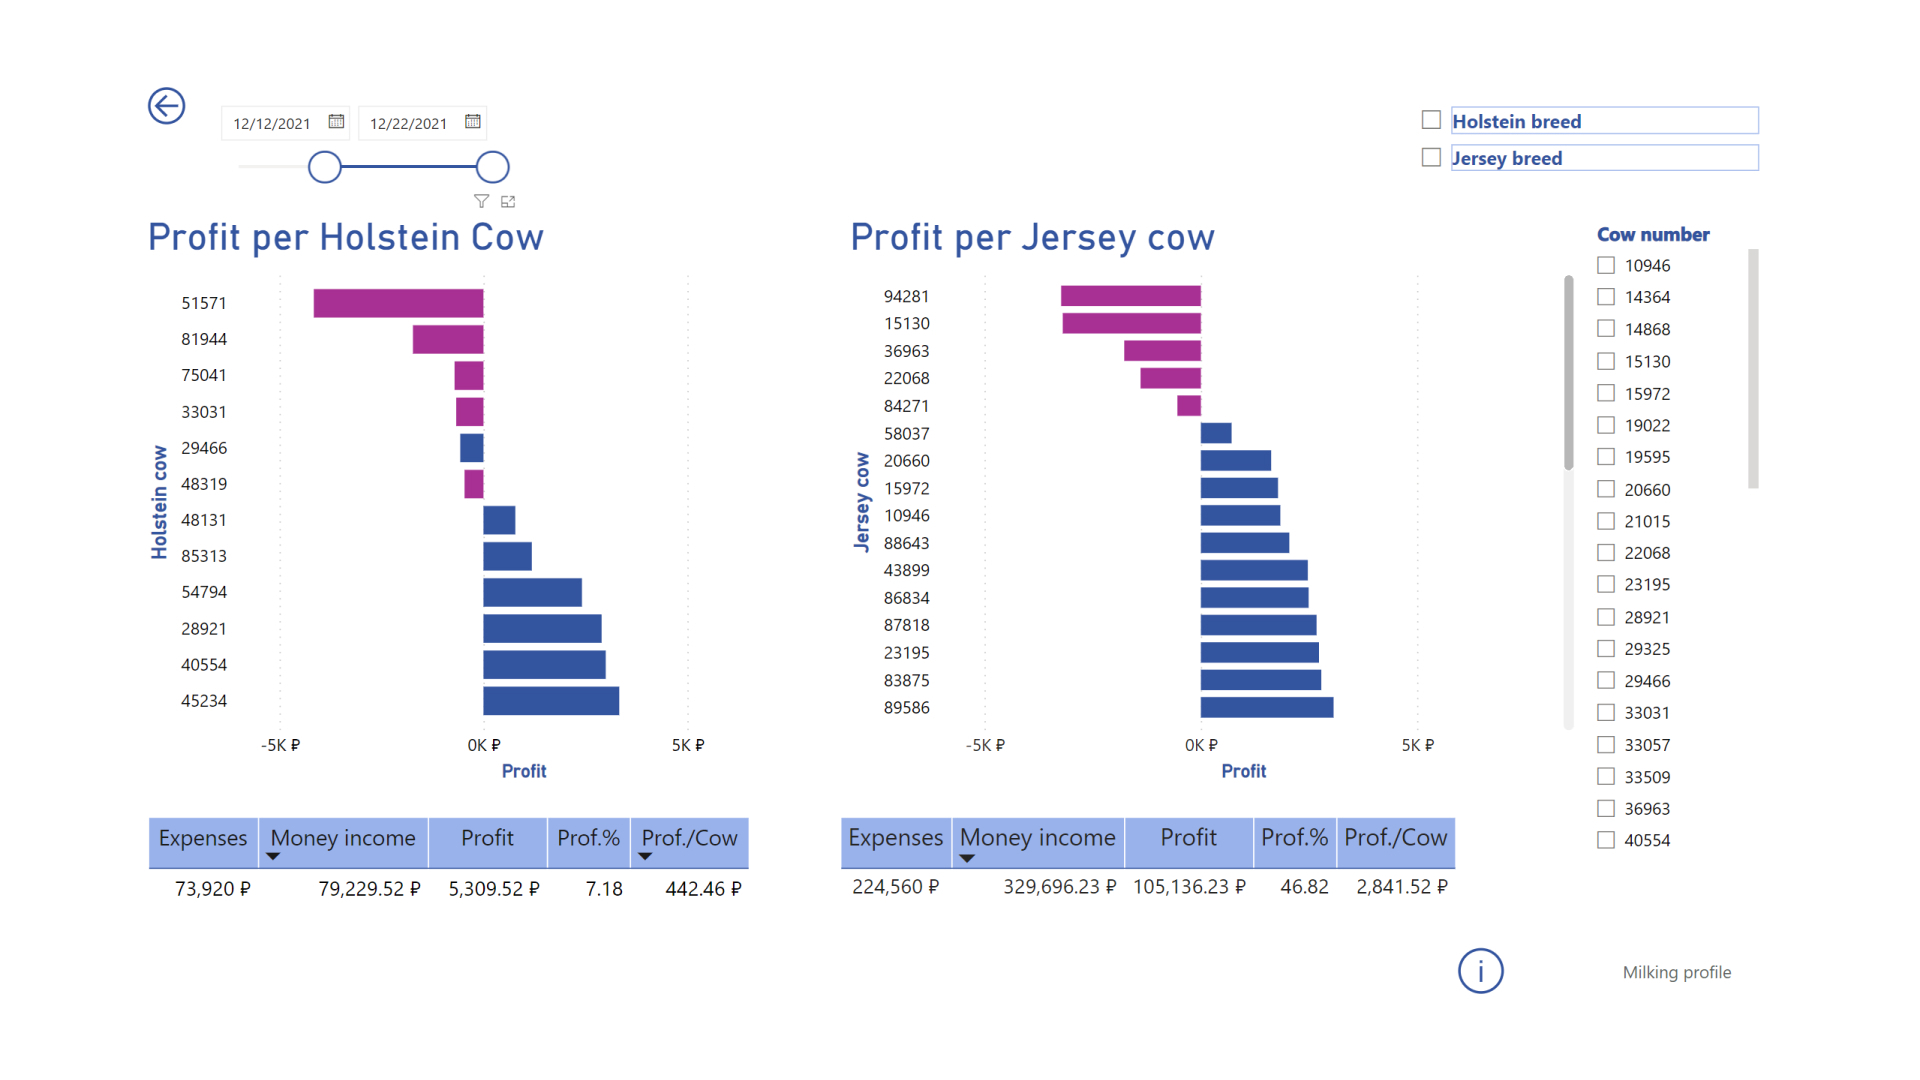 12/12/2021 12/22/2021
Holstein breed
Jersey breed
Profit per Holstein Cow
Holstein cow
51571
81944
75041
33031
29466
48319
48131
85313
54794
28921
40554
45234
-5K ₽ 0K ₽ 5K ₽
Profit
Profit per Jersey cow
Jersey cow
94281
15130
36963
22068
84271
58037
20660
15972
10946
88643
43899
86834
87818
23195
83875
89586
-5K ₽ 0K ₽ 5K ₽
Profit
Cow number
10946
14364
14868
15130
15972
19022
19595
20660
21015
22068
23195
28921
29325
29466
33031
33057
33509
36963
40554
Expenses Money income Profit Prof.% Prof./Cow
73,920 ₽ 79,229.52 ₽ 5,309.52 ₽ 7.18 442.46 ₽
Expenses Money income Profit Prof.% Prof./Cow
224,560 ₽ 329,696.23 ₽ 105,136.23 ₽ 46.82 2,841.52 ₽
i
Milking profile